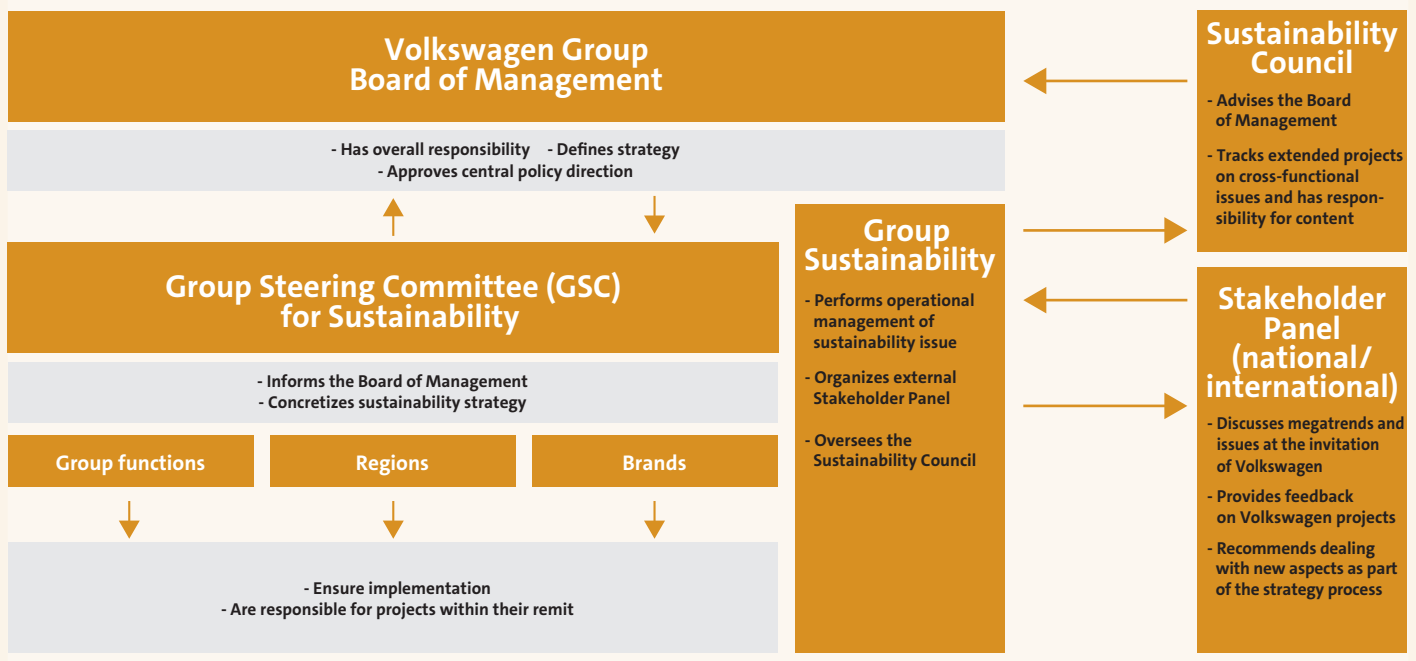 Volkswagen Group
Board of Management
- Has overall responsibility - Defines strategy
- Approves central policy direction
Group Steering Committee (GSC)
for Sustainability
- Informs the Board of Management
- Concretizes sustainability strategy
Group functions
Regions
Brands
- Ensure implementation
- Are responsible for projects within their remit
Group
Sustainability
- Performs operational
management of
sustainability issue
- Organizes external
Stakeholder Panel
- Oversees the
Sustainability Council
Sustainability
Council
- Advises the Board
of Management
- Tracks extended projects
on cross-functional
issues and has respon-
sibility for content
Stakeholder
Panel
(national/
international)
- Discusses megatrends and
issues at the invitation
of Volkswagen
- Provides feedback
on Volkswagen projects
- Recommends dealing
with new aspects as part
of the strategy process